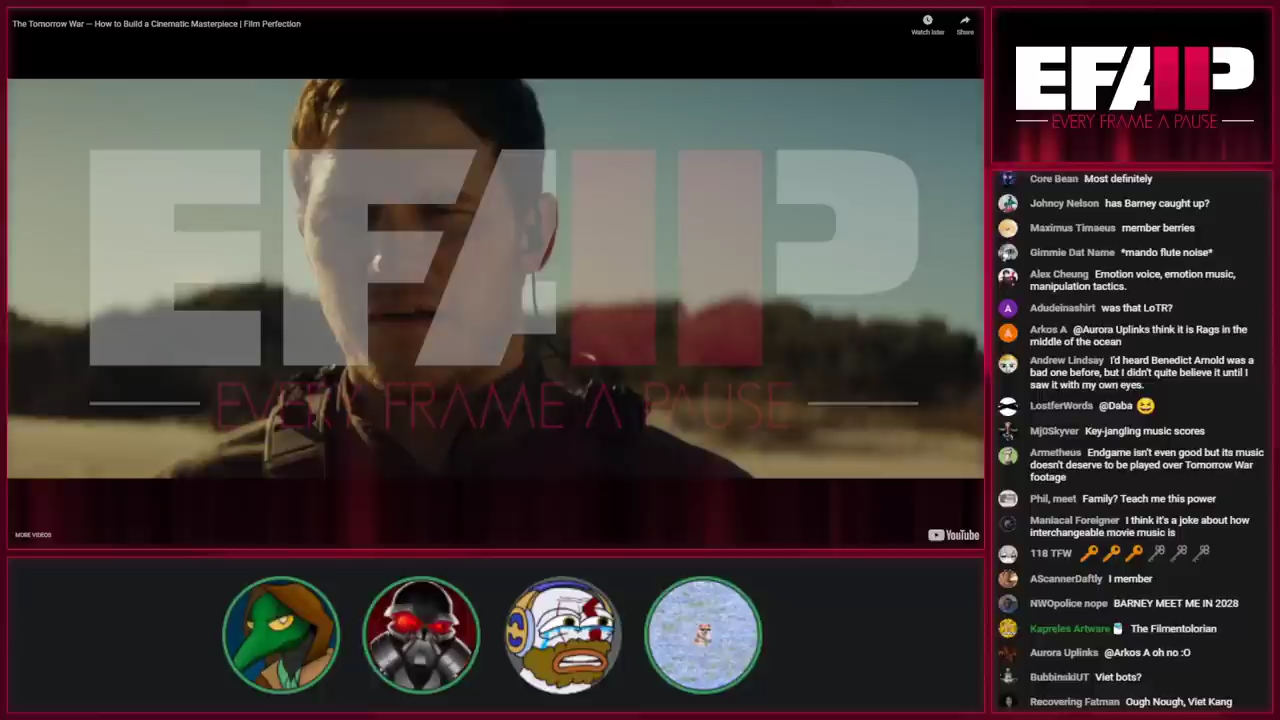 The Tomorrow War — How to Build a Cinematic Masterpiece | Film Perfection
Watch later
Share
EFAP
EVERY FRAME A PAUSE
MORE VIDEOS
YouTube
EFAP
EVERY FRAME A PAUSE
Core Bean Most definitely
Johncy Nelson has Barney caught up?
Maximus Timaeus member berries
Gimmie Dat Name *mando flute noise*
Alex Cheung Emotion voice, emotion music,
manipulation tactics.
A
Adudeinashirt was that LoTR?
A
Arkos A @Aurora Uplinks think it is Rags in the
middle of the ocean
Andrew Lindsay I'd heard Benedict Arnold was a
bad one before, but I didn't quite believe it until I
saw it with my own eyes.
LostferWords @Daba 😆
Mj0Skyver Key-jangling music scores
Armetheus Endgame isn't even good but its music
doesn't deserve to be played over Tomorrow War
footage
Phil, meet Family? Teach me this power
Maniacal Foreigner I think it's a joke about how
interchangeable movie music is
118 TFW
AScannerDaftly I member
NWOpolice nope BARNEY MEET ME IN 2028
Kapreles Artware The Filmentolorian
Aurora Uplinks @Arkos A oh no :O
BubbinskiUT Viet bots?
Recovering Fatman Ough Nough, Viet Kang